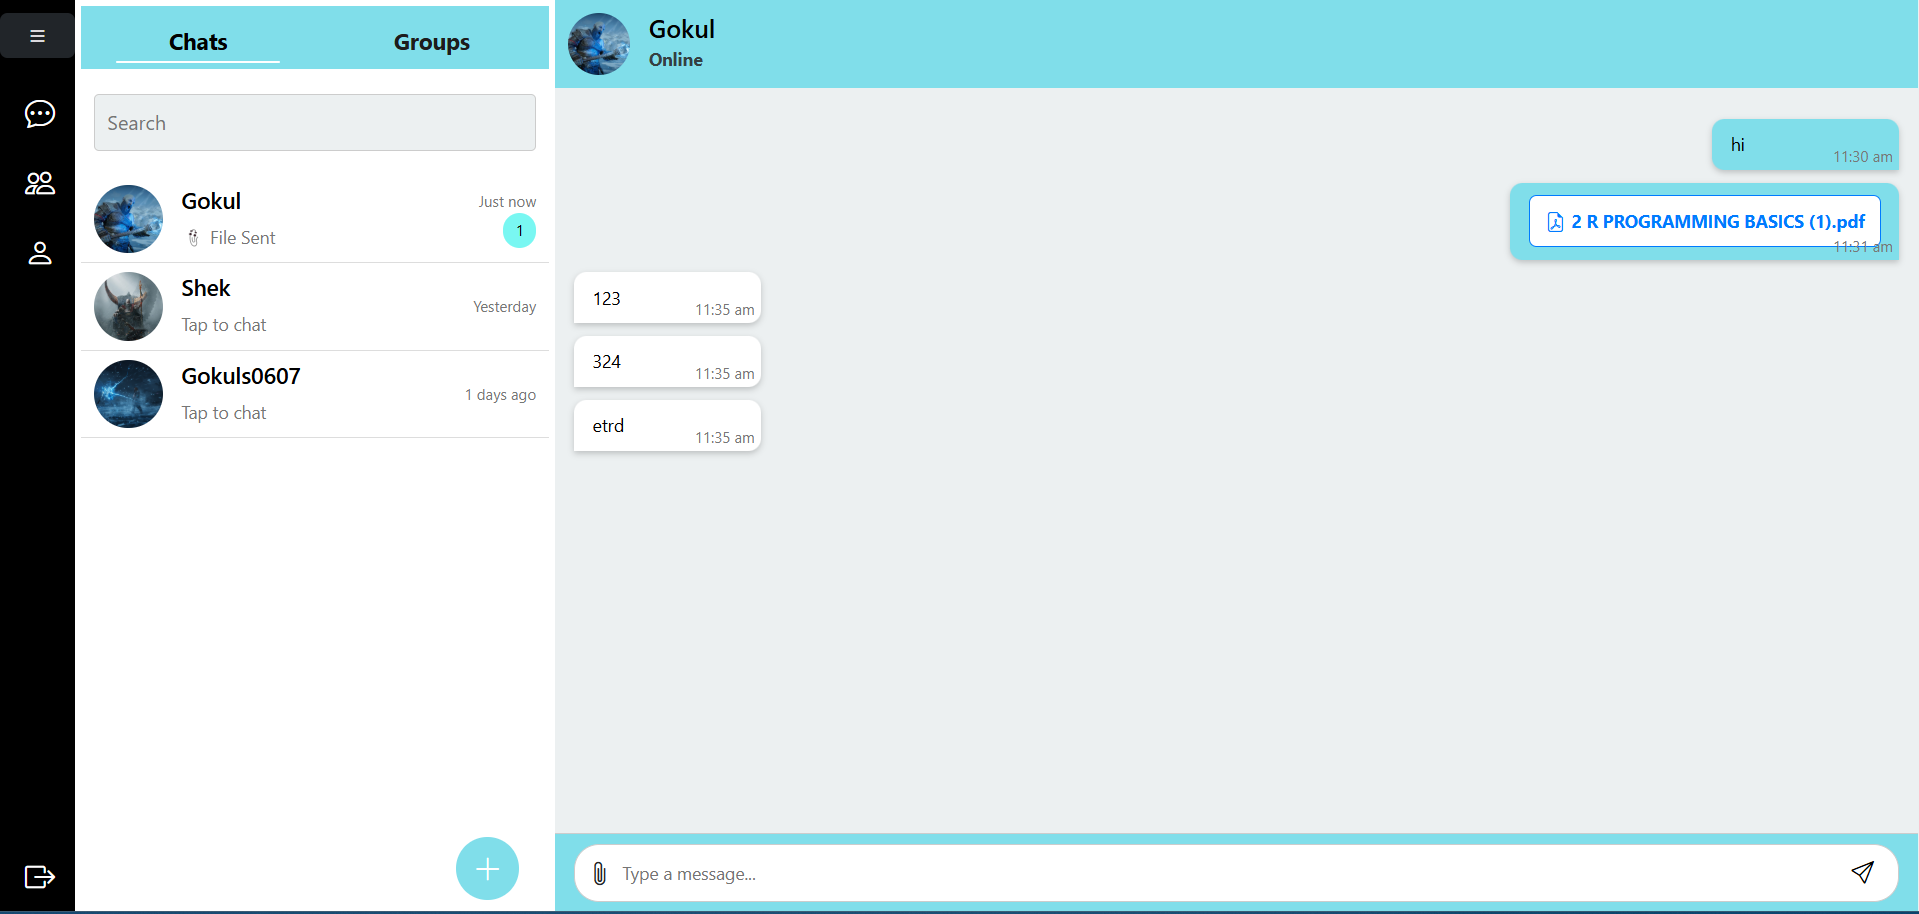 Chats
Groups
Search
Gokul
Just now
File Sent
1
Shek
Yesterday
Tap to chat
Gokuls0607
1 days ago
Tap to chat
Gokul
Online
hi
11:30 am
2 R PROGRAMMING BASICS (1).pdf
11:31 am
123
11:35 am
324
11:35 am
etrd
11:35 am
Type a message...